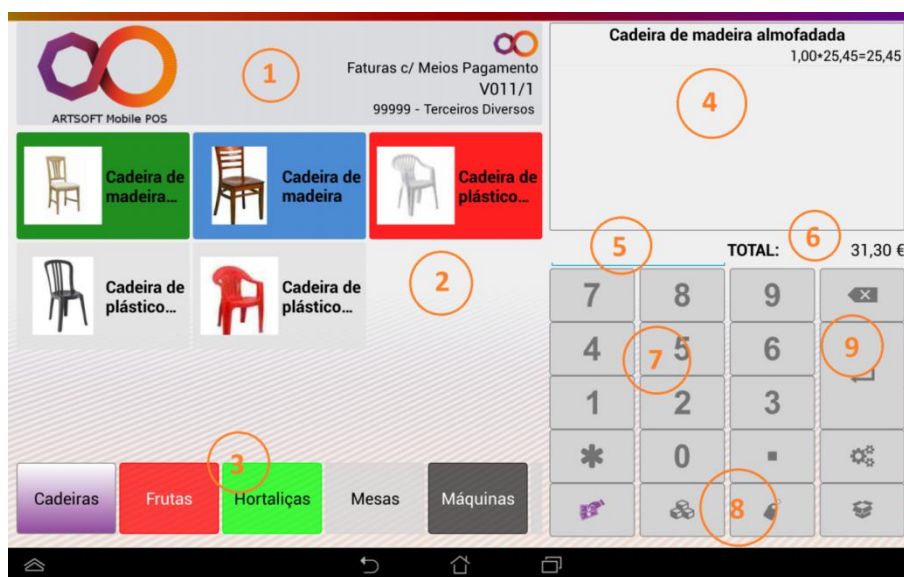 ARTSOFT Mobile POS
1
Faturas c/ Meios Pagamento
V011/1
99999 - Terceiros Diversos
Cadeira de
madeira...
Cadeira de
madeira
Cadeira de
plástico...
Cadeira de
plástico...
Cadeira de
plástico...
2
3
Cadeiras
Frutas
Hortaliças
Mesas
Máquinas
Cadeira de madeira almofadada
1,00*25,45=25,45
4
5
TOTAL:
6
31,30 €
7
8
9
4
7
5
6
9
1
2
3
*
0
.
8